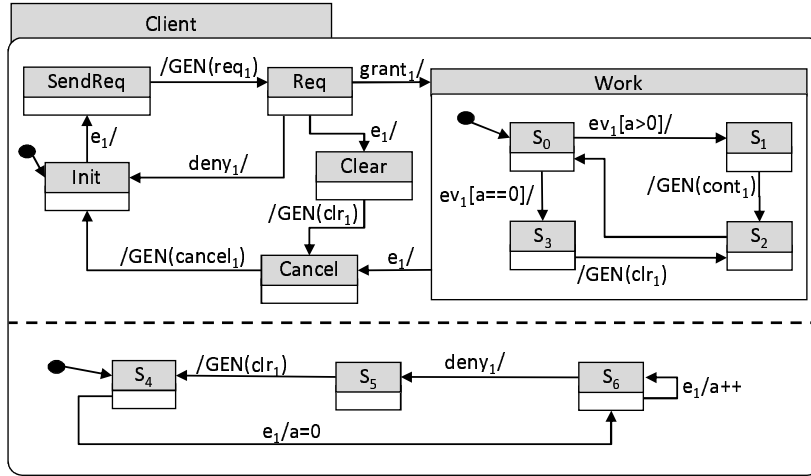 Client
/GEN(req₁)
grant₁/
SendReq
Req
Work
e₁/
e₁/
S₀
ev₁[a>0]/
S₁
deny₁/
Clear
Init
/GEN(cont₁)
ev₁[a==0]/
/GEN(clr₁)
S₃
S₂
/GEN(cancel₁)
Cancel
e₁/
/GEN(clr₁)
/GEN(clr₁)
deny₁/
S₄
S₅
S₆
e₁/a++
e₁/a=0